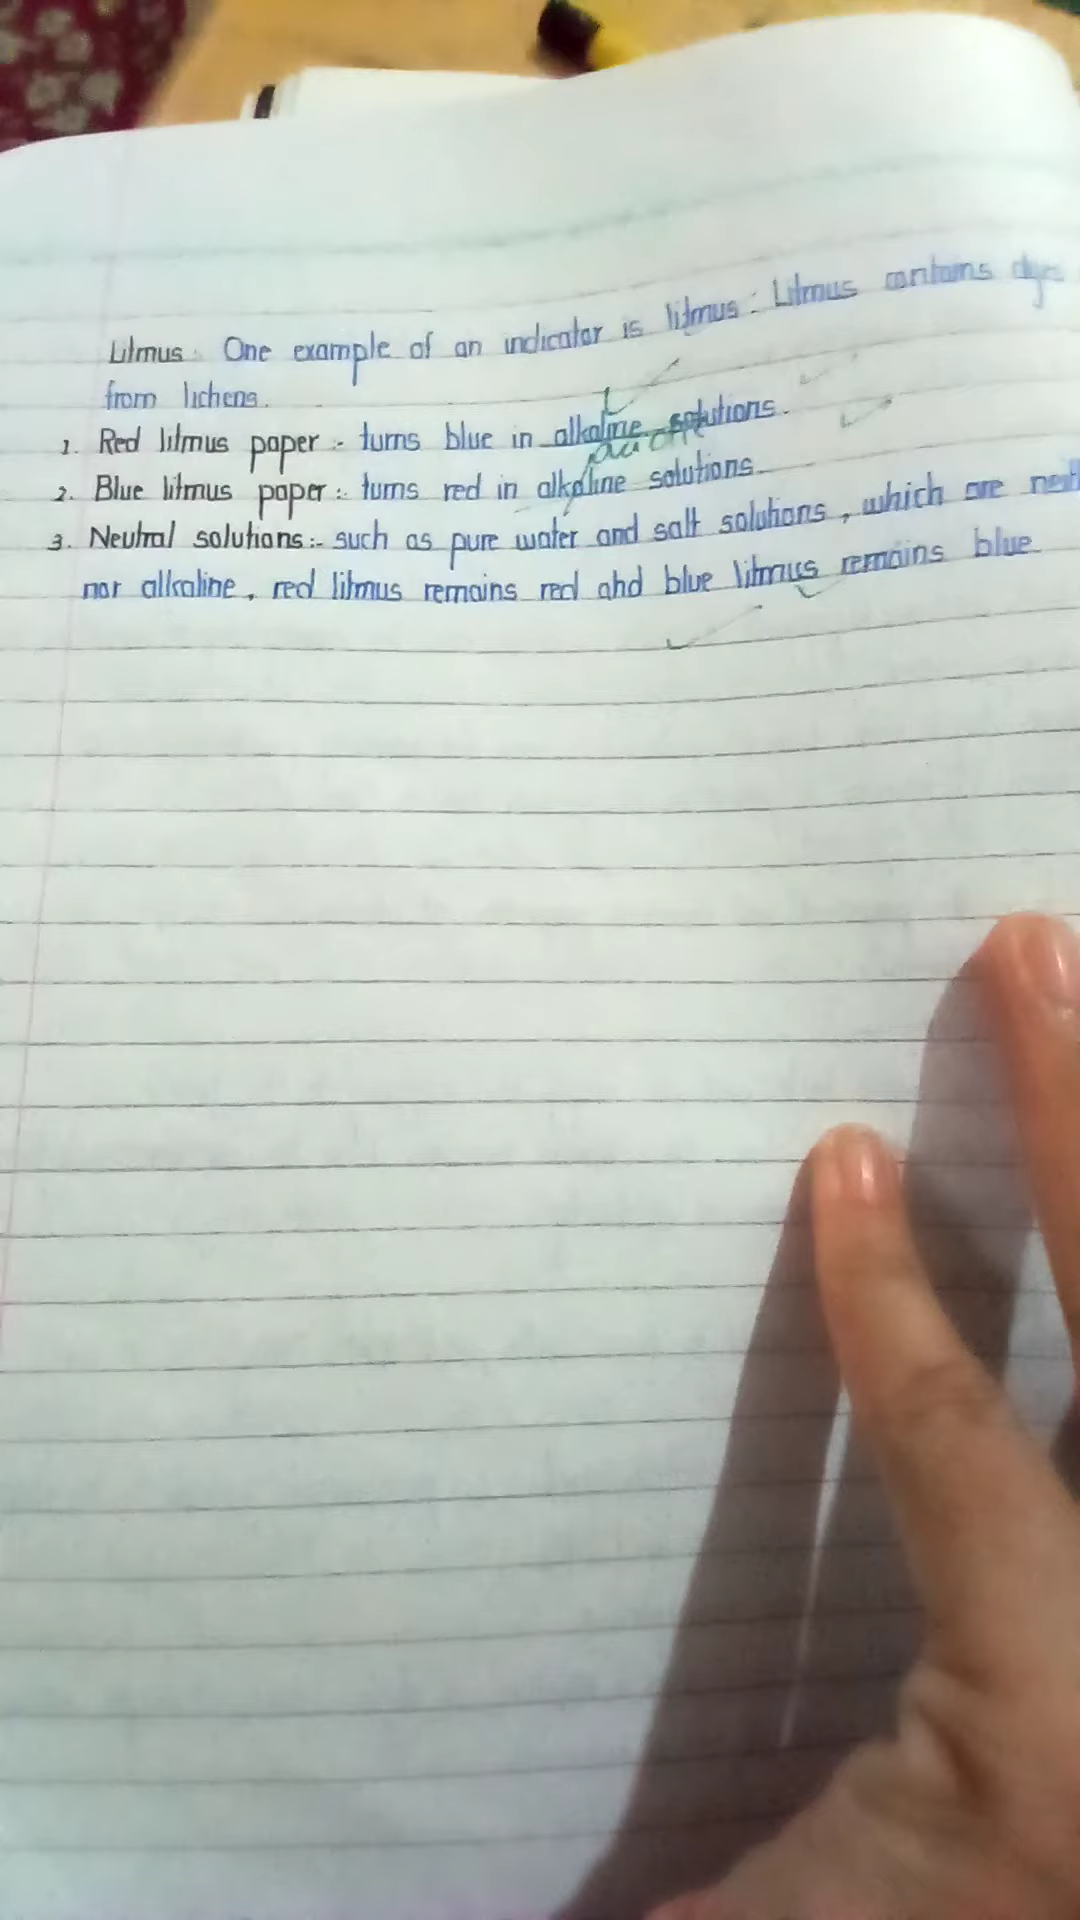 Litmus: One example of an indicator is litmus: Litmus contains dyes
from lichens.
1. Red litmus paper :- turns blue in alkaline solutions.
2. Blue litmus paper :- turns red in alkaline solutions.
3. Neutral solutions:- such as pure water and salt solutions, which are neit
nor alkaline, red litmus remains red and blue litmus remains blue